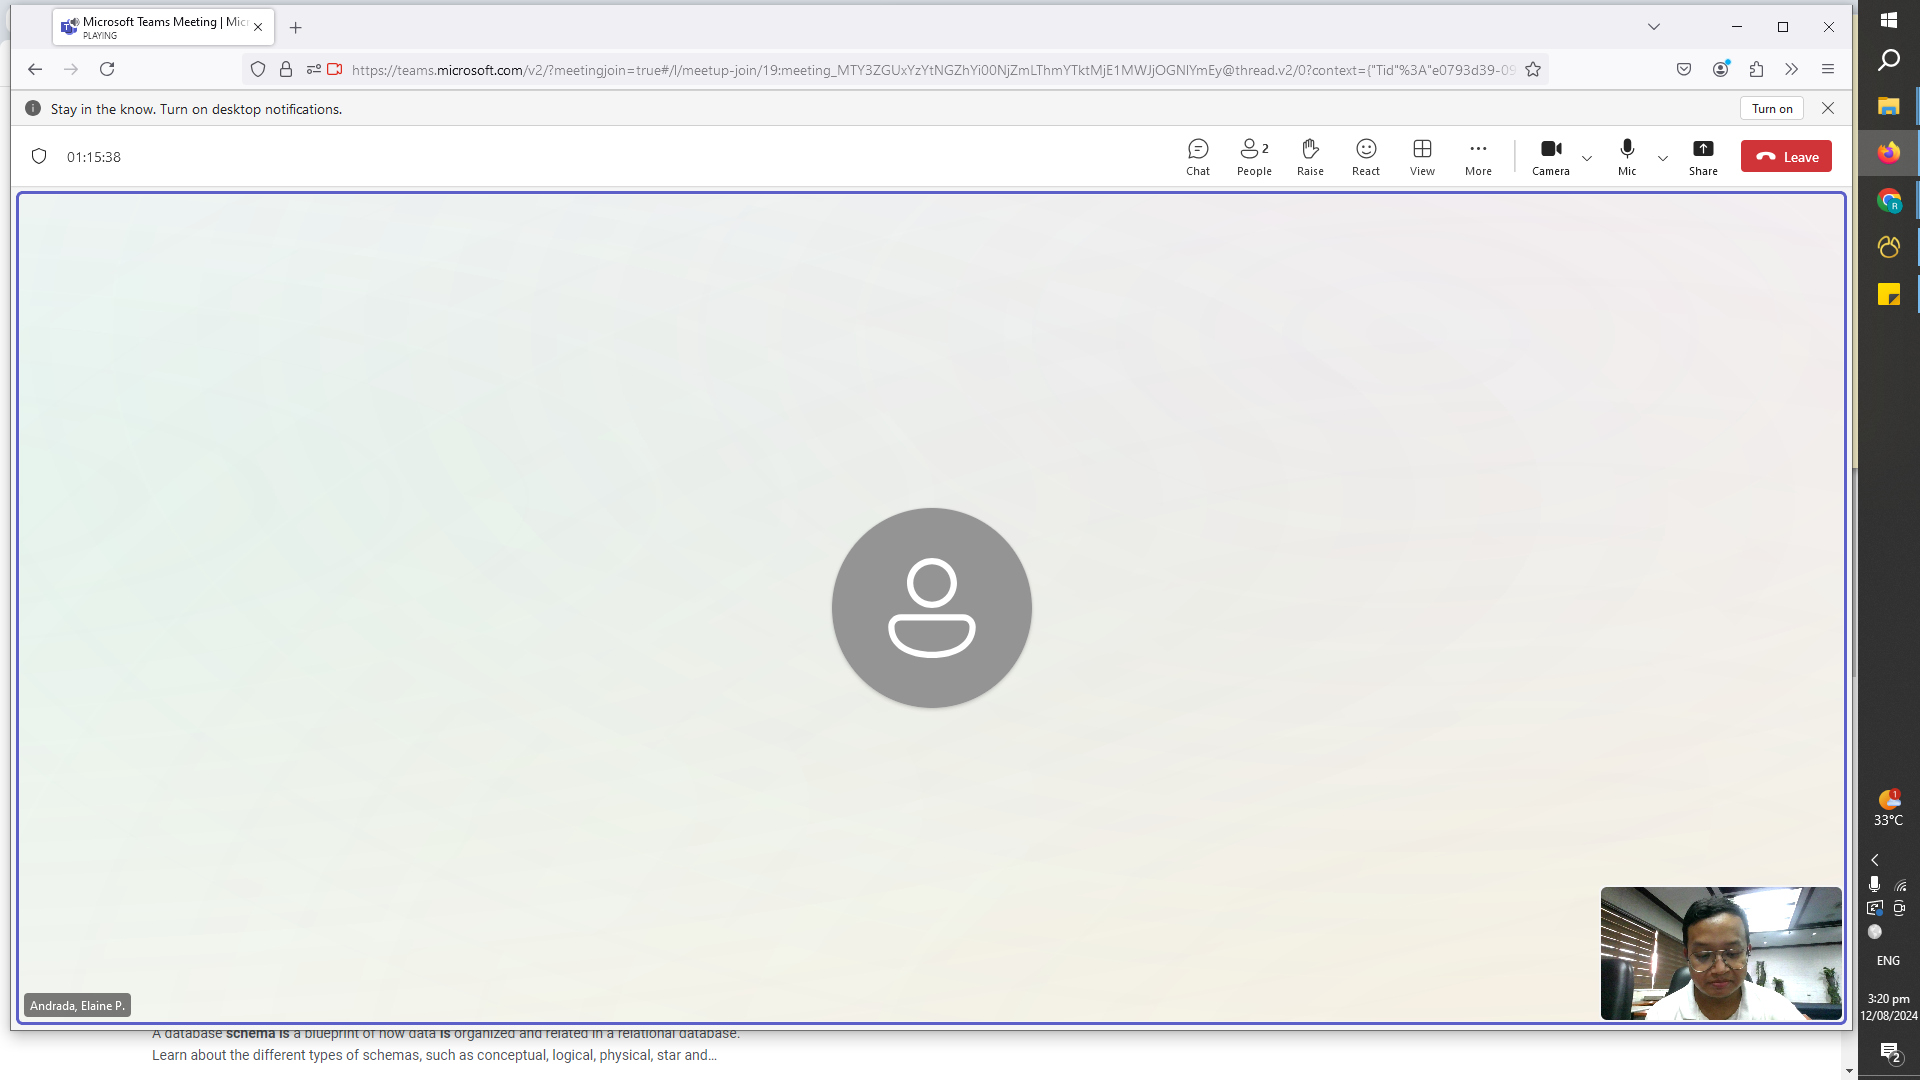 Microsoft Teams Meeting | Micr
PLAYING
https://teams.microsoft.com/v2/?meetingjoin=true#/l/meetup-join/19:meeting_MTY3ZGUxYzYtNGZhYi00NjZmLThmYTktMjE1MWJjOGNlYmEy@thread.v2/0?context={"Tid"%3A"e0793d39-09
Stay in the know. Turn on desktop notifications.
Turn on
01:15:38
Chat
2
People
Raise
React
View
More
Camera
Mic
Share
Leave
Andrada, Elaine P.
A database schema is a blueprint of how data is organized and related in a relational database.
Learn about the different types of schemas, such as conceptual, logical, physical, star and...
R
1
33°C
ENG
3:20 pm
12/08/2024
2